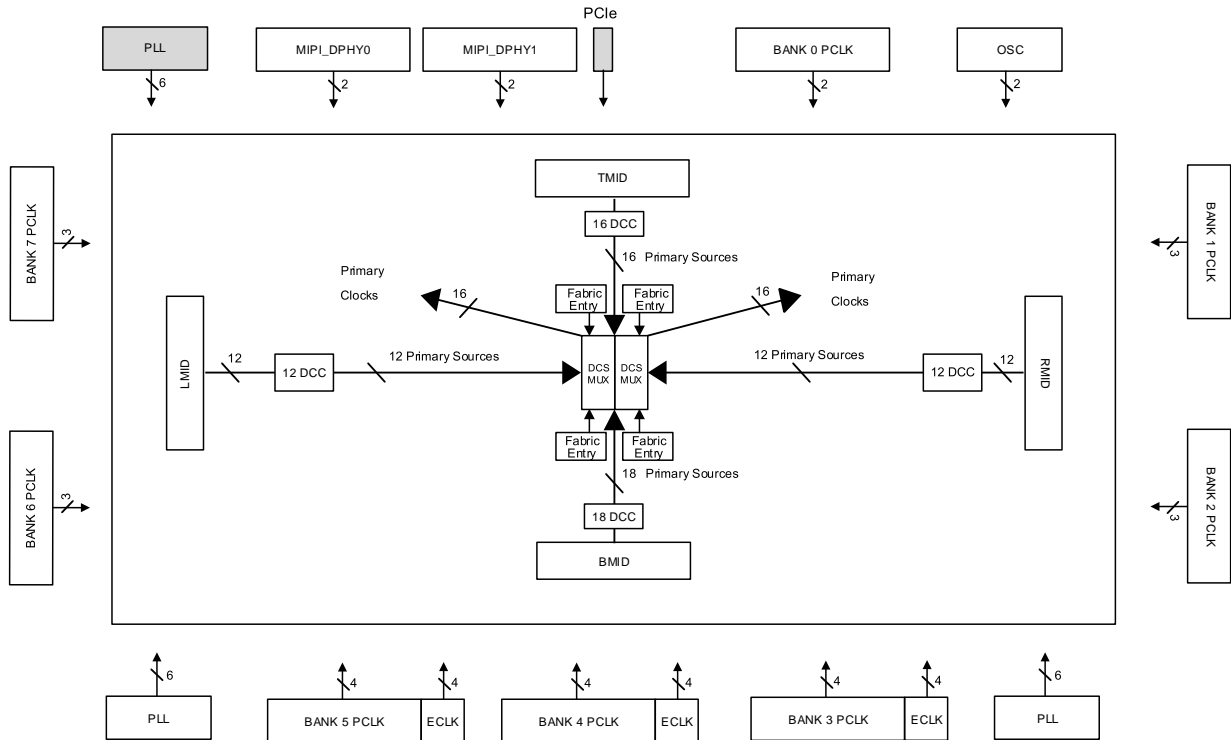 PCIe
PLL
MIPI_DPHY0
MIPI_DPHY1
BANK 0 PCLK
OSC
6
2
2
2
2
TMID
BANK 7 PCLK
3
BANK 1 PCLK
3
16 DCC
16 Primary Sources
Primary
Clocks
16
Fabric
Entry
Fabric
Entry
16
Primary
Clocks
LMID
12
12 DCC
12 Primary Sources
DCS
MUX
DCS
MUX
12 Primary Sources
12 DCC
12
RMID
Fabric
Entry
Fabric
Entry
18 Primary Sources
BANK 6 PCLK
3
BANK 2 PCLK
3
18 DCC
BMID
6
4
4
4
4
4
4
6
PLL
BANK 5 PCLK
ECLK
BANK 4 PCLK
ECLK
BANK 3 PCLK
ECLK
PLL